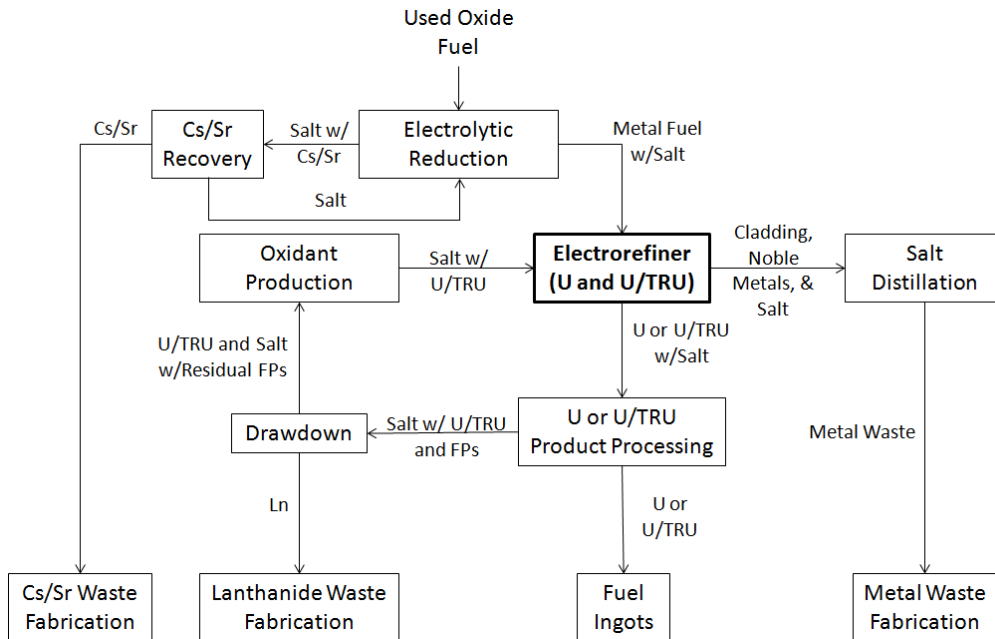 Used Oxide
Fuel
Cs/Sr
Cs/Sr
Recovery
Salt w/
Cs/Sr
Electrolytic
Reduction
Metal Fuel
w/Salt
Salt
Oxidant
Production
Salt w/
U/TRU
Electrorefiner
(U and U/TRU)
Cladding,
Noble
Metals, &
Salt
Salt
Distillation
U/TRU and Salt
w/Residual FPs
U or U/TRU
w/Salt
Drawdown
Salt w/ U/TRU
and FPs
U or U/TRU
Product Processing
Metal Waste
Ln
U or
U/TRU
Cs/Sr Waste
Fabrication
Lanthanide Waste
Fabrication
Fuel
Ingots
Metal Waste
Fabrication